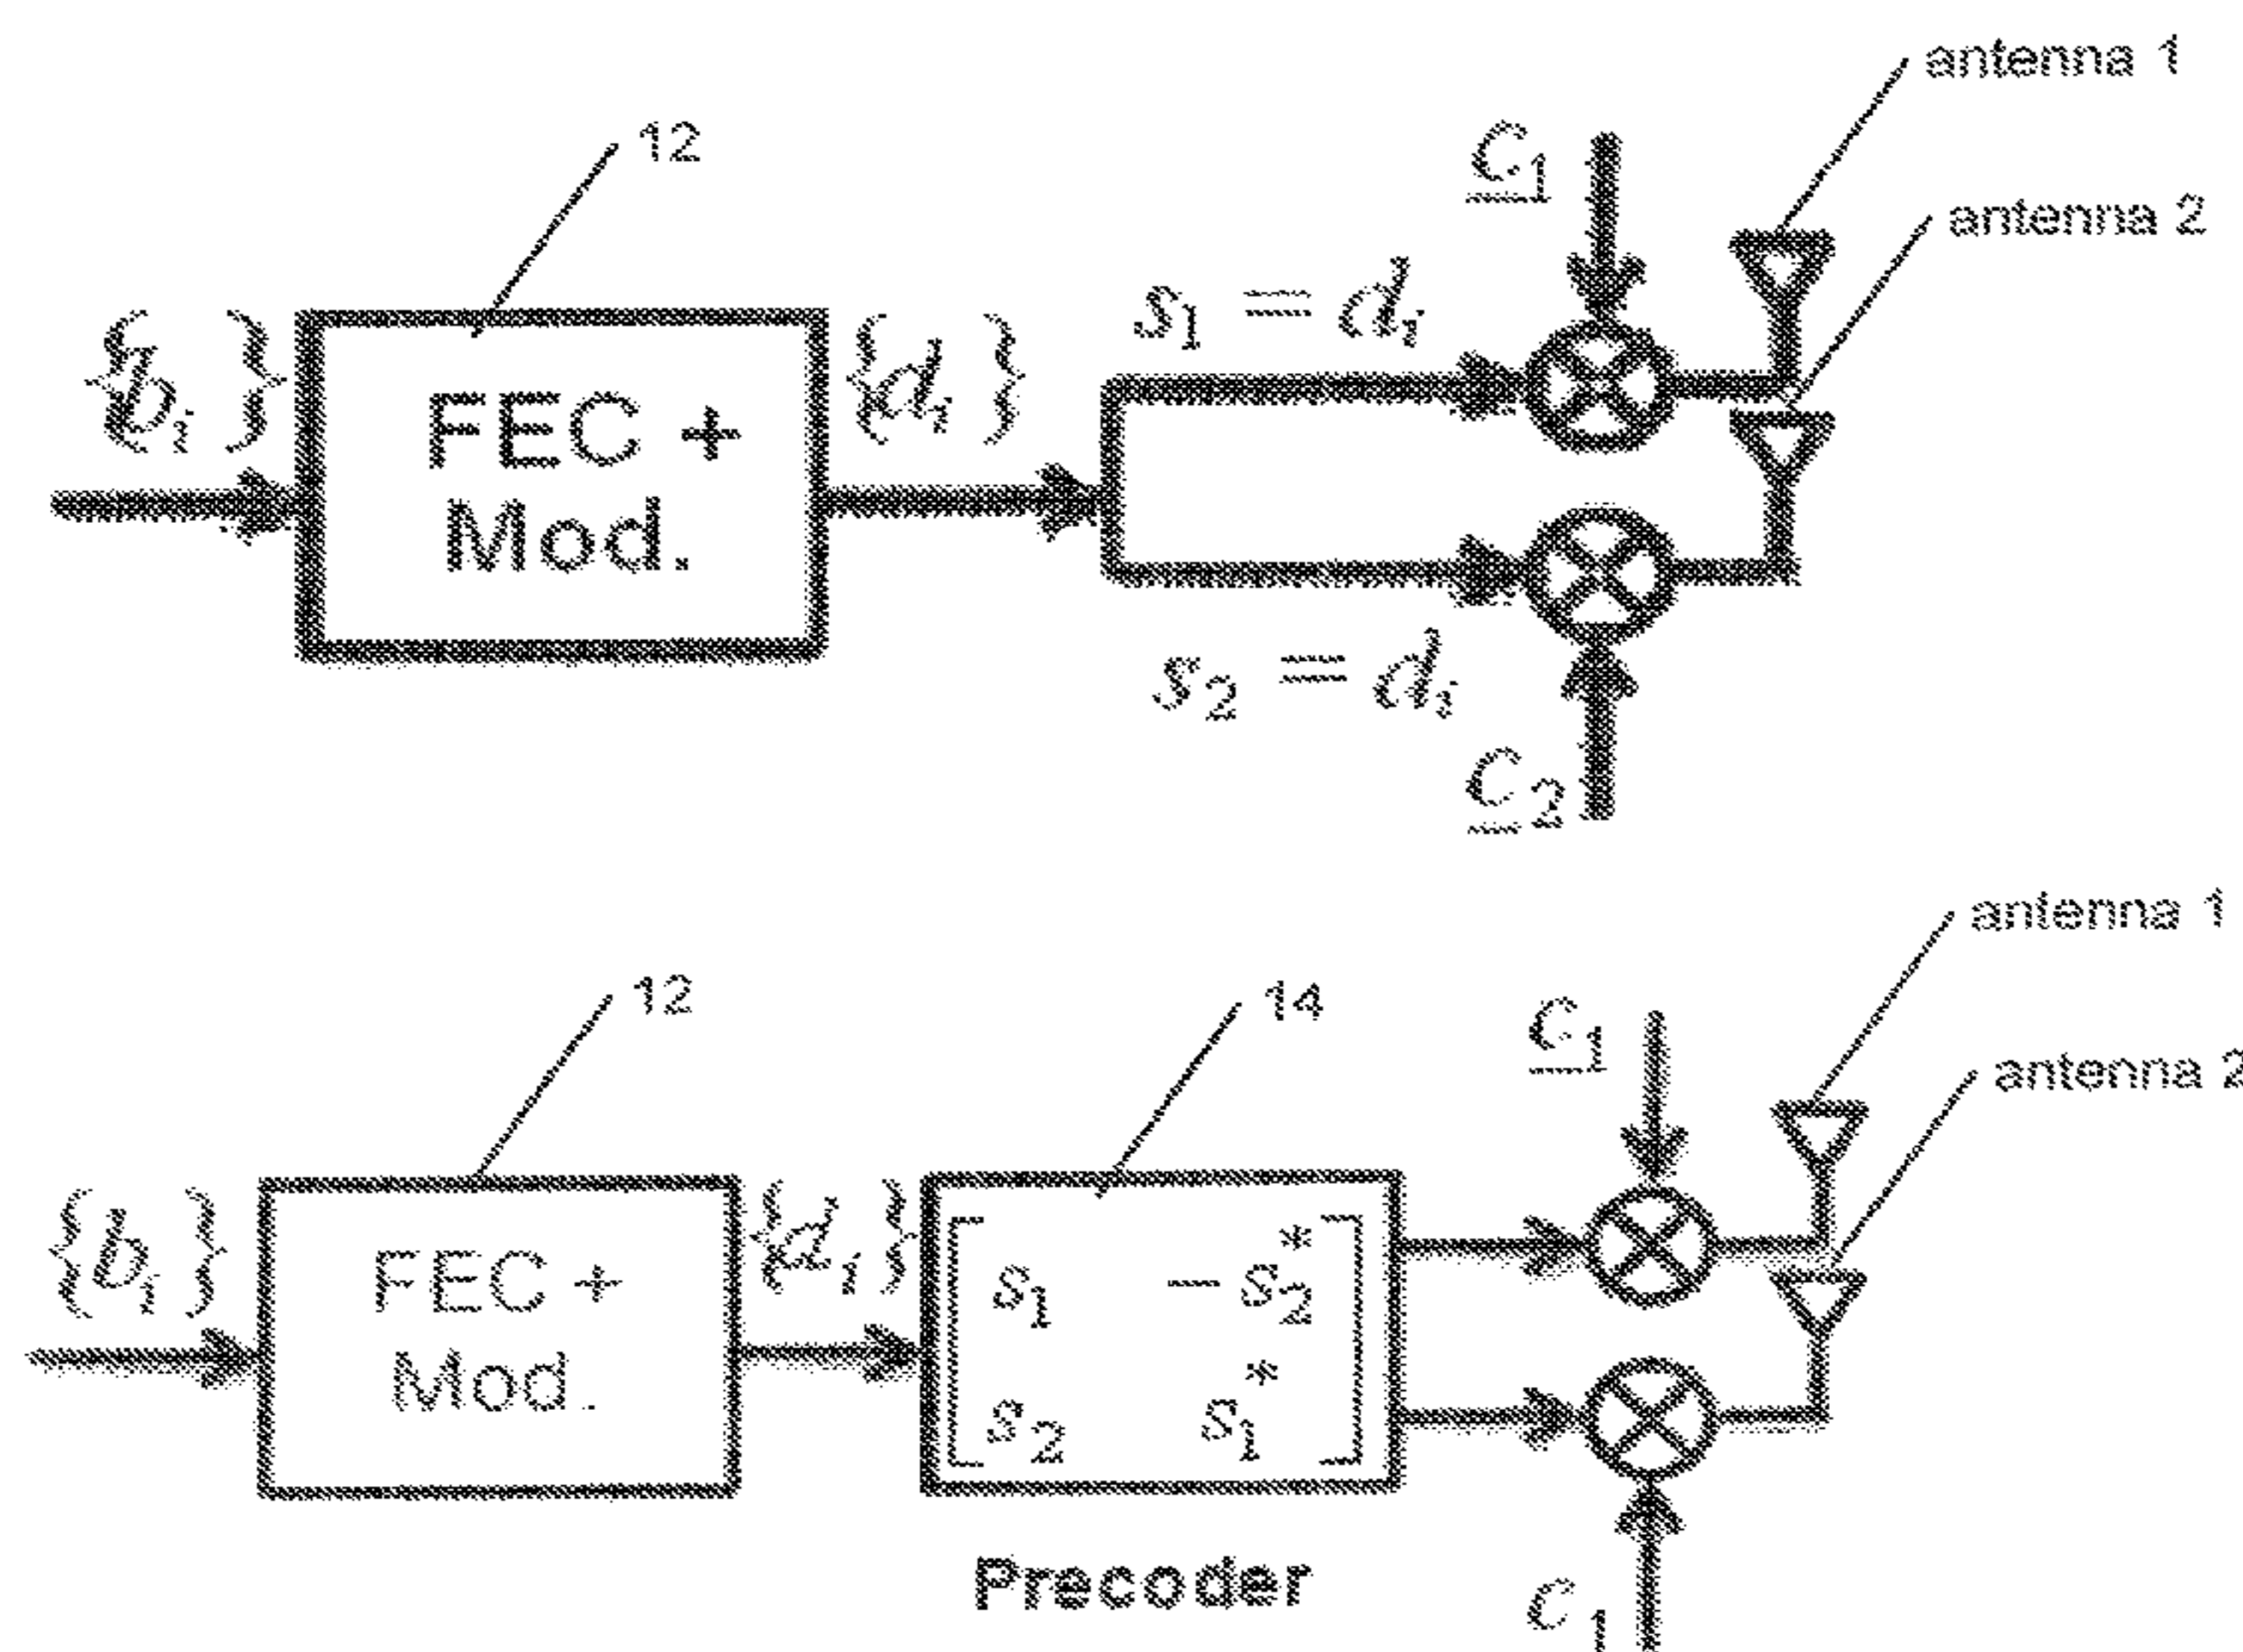 antenna 1
12
c₁
antenna 2
{bᵢ}
FEC +
Mod.
{dᵢ}
s₁ = dᵢ
s₂ = dᵢ
c₂
antenna 1
12
14
c₁
antenna 2
{bᵢ}
FEC +
Mod.
{dᵢ}
s₁ −s₂*
s₂ s₁*
Precoder
c₁